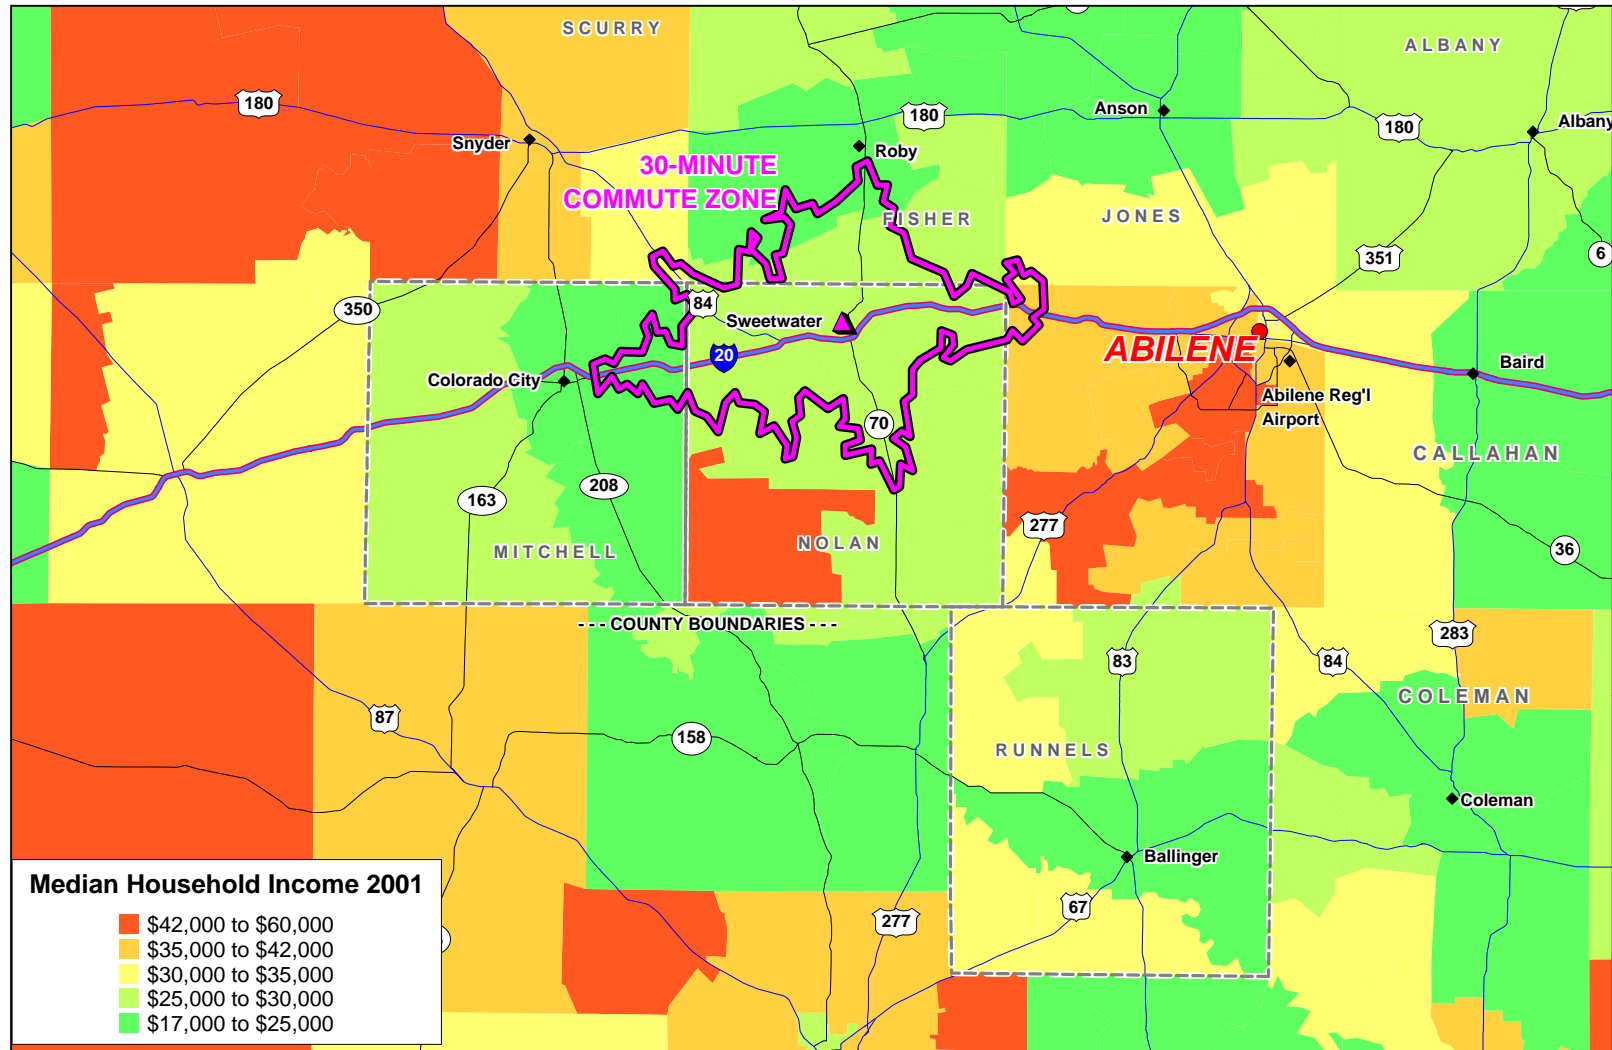 SCURRY
ALBANY
180
180
Anson
180
Albany
Snyder
Roby
30-MINUTE
COMMUTE ZONE
FISHER
JONES
351
6
350
84
Sweetwater
20
ABILENE
Baird
Colorado City
Abilene Reg'l
Airport
70
CALLAHAN
163
208
277
NOLAN
MITCHELL
36
- - - COUNTY BOUNDARIES - - -
283
83
84
COLEMAN
87
158
RUNNELS
Coleman
Ballinger
67
277
Median Household Income 2001
$42,000 to $60,000
$35,000 to $42,000
$30,000 to $35,000
$25,000 to $30,000
$17,000 to $25,000